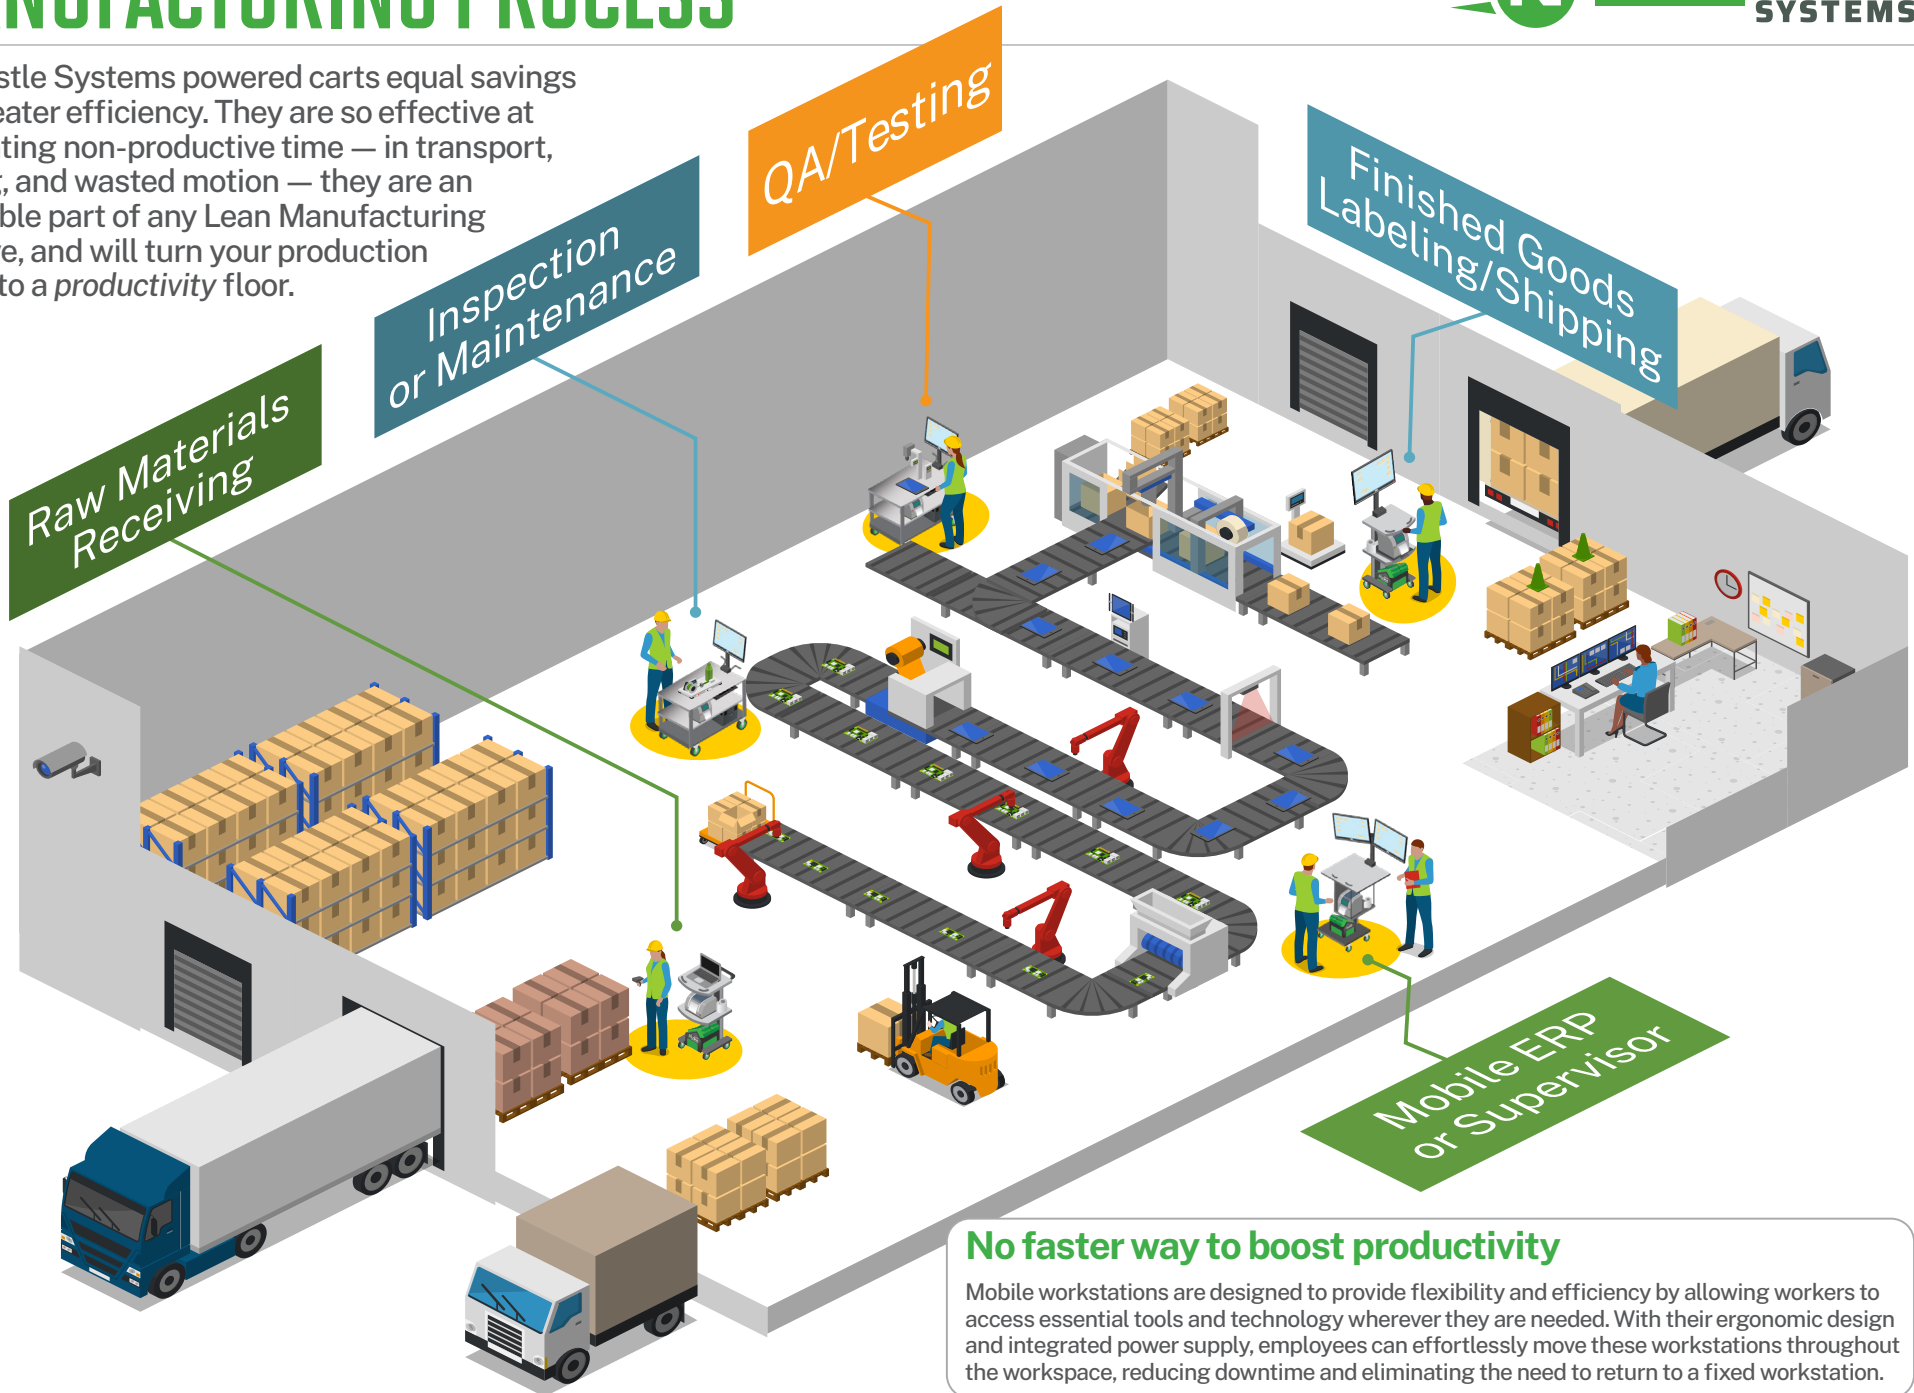 NUFACTURING PROCESS
SYSTEMS
stle Systems powered carts equal savings
eater efficiency. They are so effective at
ting non-productive time — in transport,
g, and wasted motion — they are an
ble part of any Lean Manufacturing
e, and will turn your production
to a productivity floor.
QA/Testing
Finished Goods
Labeling/Shipping
Inspection
or Maintenance
Raw Materials
Receiving
Mobile ERP
or Supervisor
No faster way to boost productivity
Mobile workstations are designed to provide flexibility and efficiency by allowing workers to
access essential tools and technology wherever they are needed. With their ergonomic design
and integrated power supply, employees can effortlessly move these workstations throughout
the workspace, reducing downtime and eliminating the need to return to a fixed workstation.